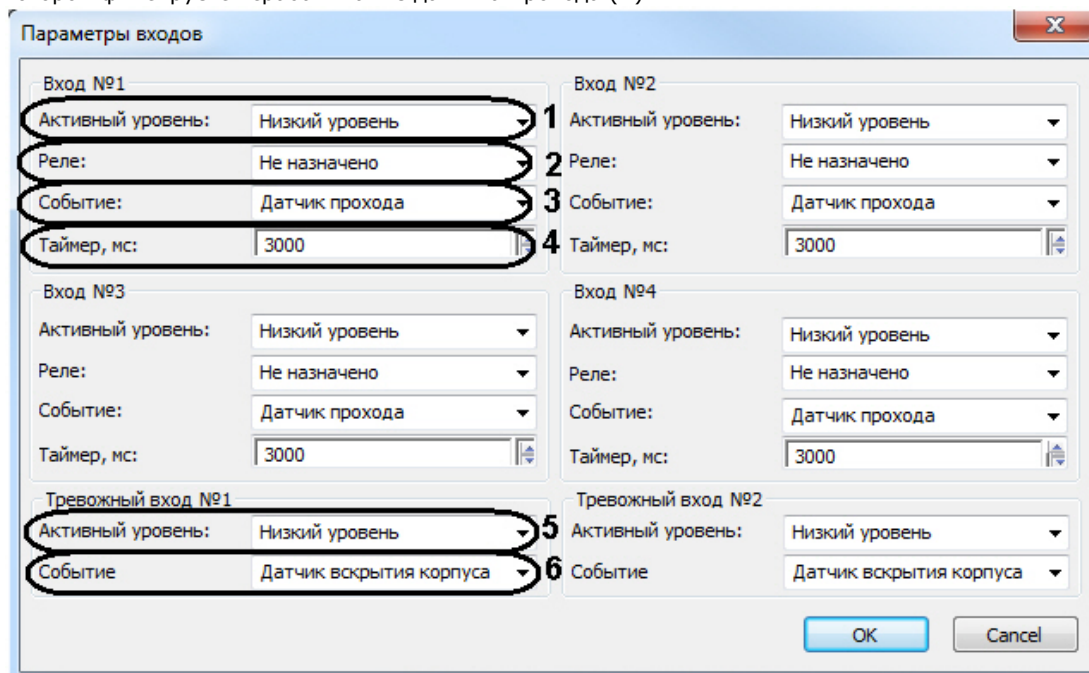 Параметры входов
Вход №1
Активный уровень: Низкий уровень 1
Реле: Не назначено 2
Событие: Датчик прохода 3
Таймер, мс: 3000 4
Вход №2
Активный уровень: Низкий уровень
Реле: Не назначено
Событие: Датчик прохода
Таймер, мс: 3000
Вход №3
Активный уровень: Низкий уровень
Реле: Не назначено
Событие: Датчик прохода
Таймер, мс: 3000
Вход №4
Активный уровень: Низкий уровень
Реле: Не назначено
Событие: Датчик прохода
Таймер, мс: 3000
Тревожный вход №1
Активный уровень: Низкий уровень 5
Событие Датчик вскрытия корпуса 6
Тревожный вход №2
Активный уровень: Низкий уровень
Событие Датчик вскрытия корпуса
OK Cancel